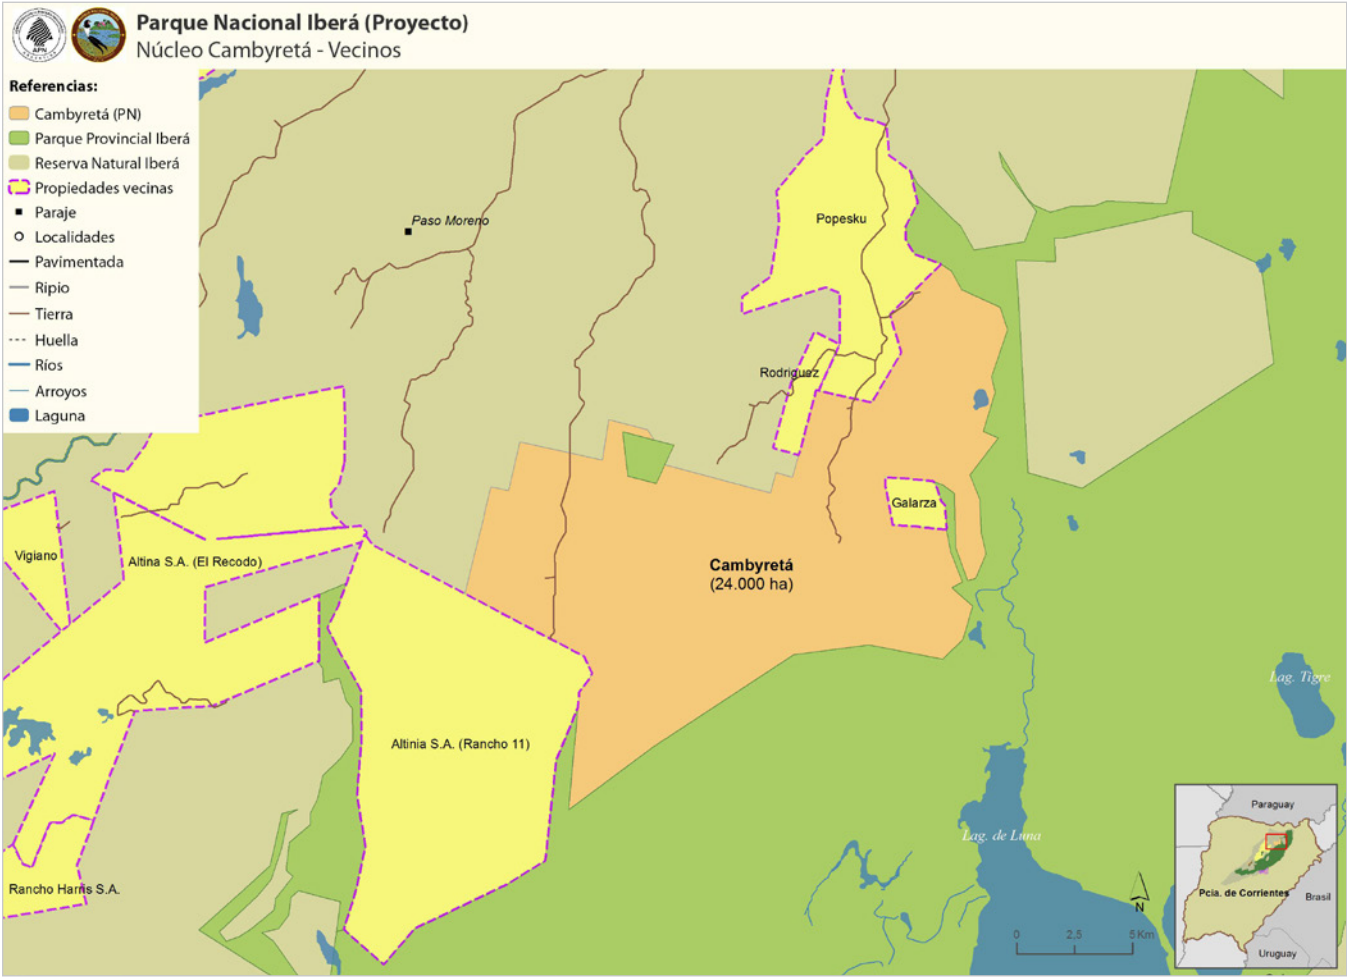 APN
Parque Nacional Iberá (Proyecto)
Núcleo Cambyretá - Vecinos
Referencias:
Cambyretá (PN)
Parque Provincial Iberá
Reserva Natural Iberá
Propiedades vecinas
Paraje
Localidades
Pavimentada
Ripio
Tierra
Huella
Ríos
Arroyos
Laguna
Paso Moreno
Popesku
Rodriguez
Galarza
Vigiano
Altina S.A. (El Recodo)
Cambyretá
(24.000 ha)
Lag. Tigre
Altinia S.A. (Rancho 11)
Lag. de Luna
Rancho Harris S.A.
N
0 2,5 5 Km
Paraguay
Pcia. de Corrientes
Brasil
Uruguay